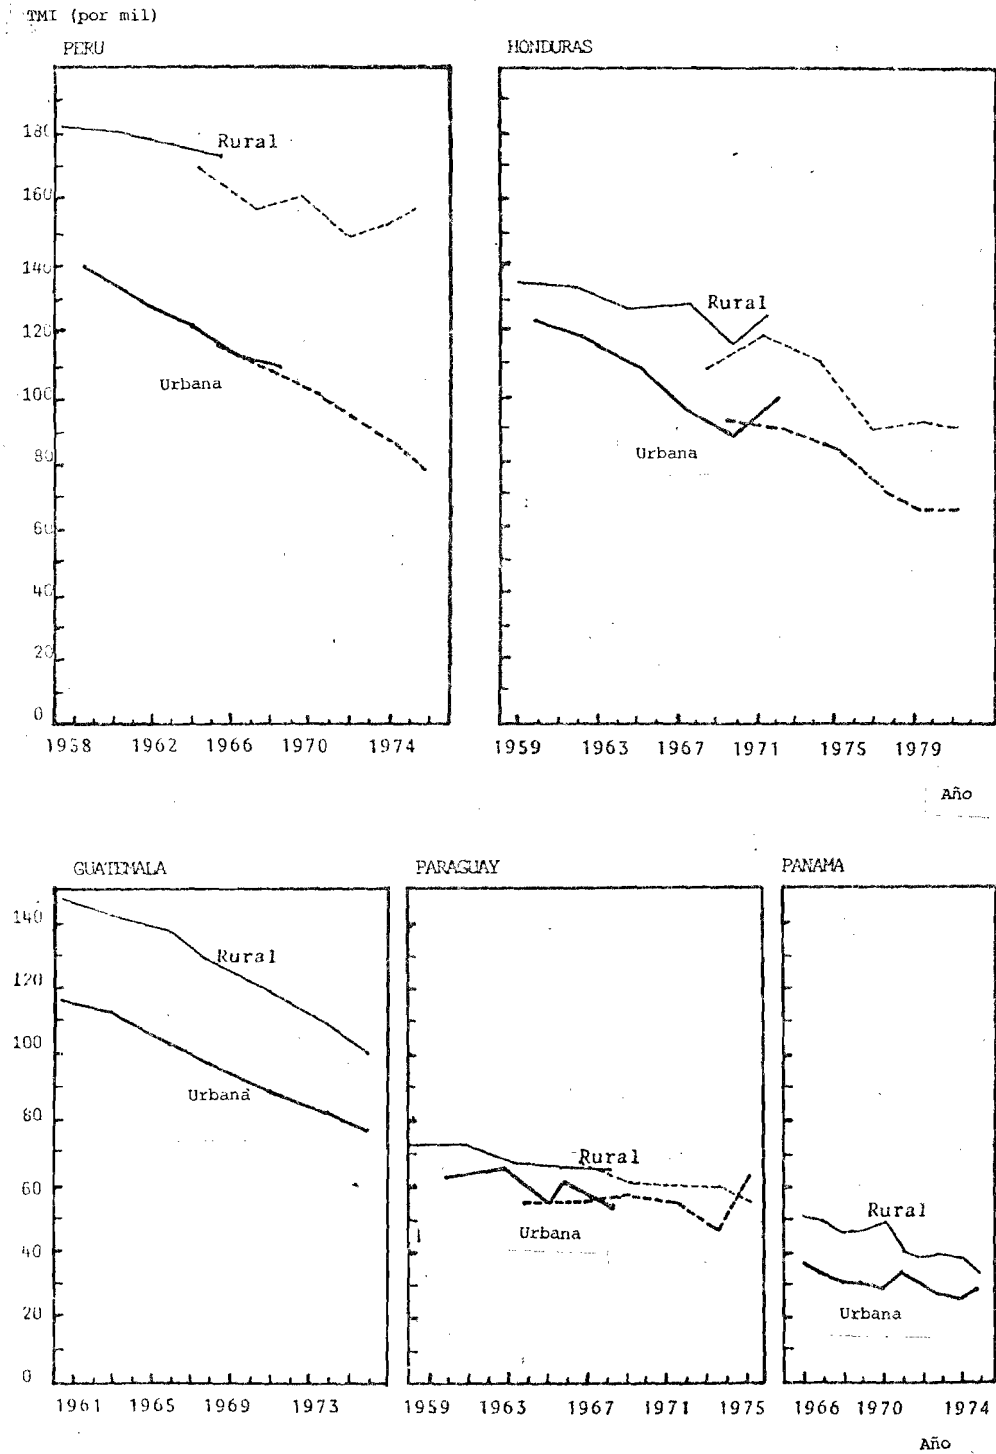 TMI (por mil)
PERU
HONDURAS
180
160
140
120
100
80
60
40
20
0
Rural
Urbana
Rural
Urbana
1958 1962 1966 1970 1974
1959 1963 1967 1971 1975 1979
Año
GUATEMALA
PARAGUAY
PANAMA
140
120
100
80
60
40
20
0
Rural
Urbana
Rural
Urbana
Rural
Urbana
1961 1965 1969 1973
1959 1963 1967 1971 1975
1966 1970 1974
Año